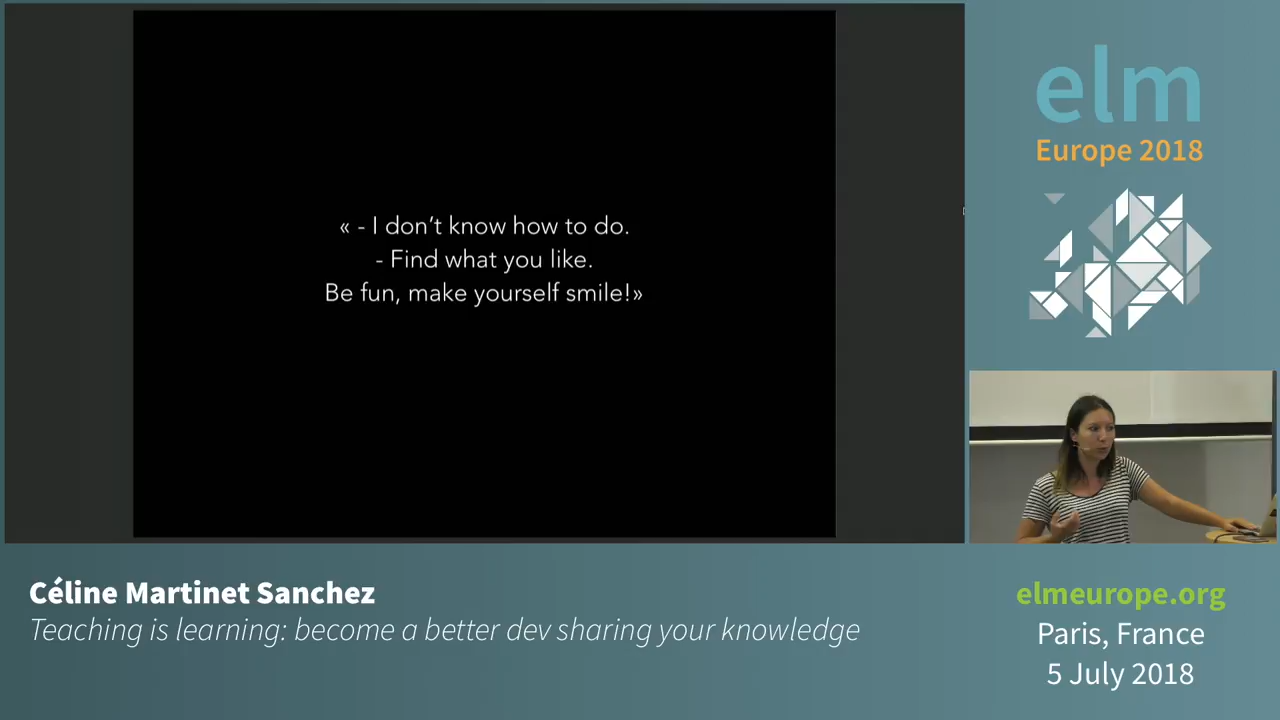 « - I don’t know how to do.
- Find what you like.
Be fun, make yourself smile!»
elm
Europe 2018
Céline Martinet Sanchez
Teaching is learning: become a better dev sharing your knowledge
elmeurope.org
Paris, France
5 July 2018